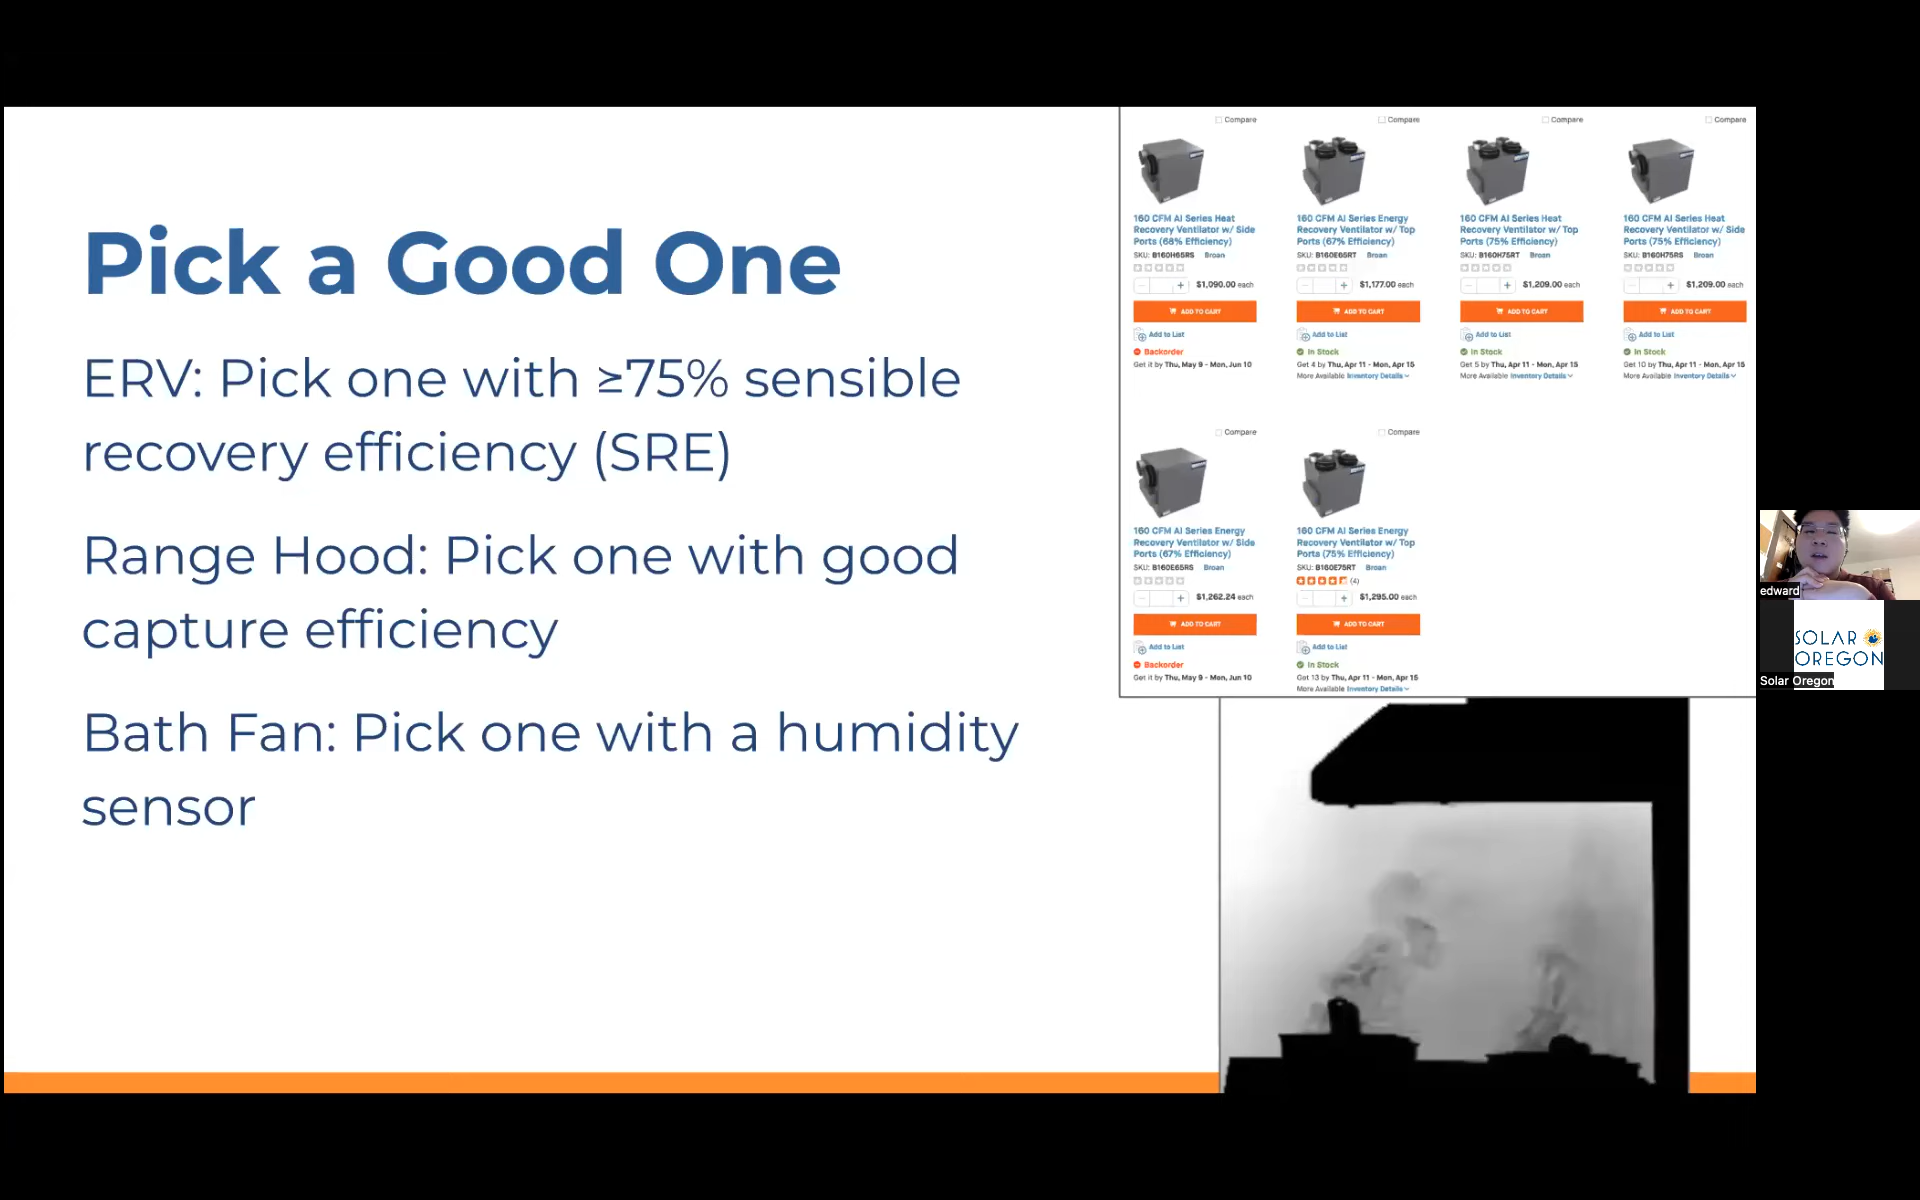 Pick a Good One
ERV: Pick one with ≥75% sensible
recovery efficiency (SRE)
Range Hood: Pick one with good
capture efficiency
Bath Fan: Pick one with a humidity
sensor
Compare
160 CFM AI Series Heat
Recovery Ventilator w/ Side
Ports (68% Efficiency)
SKU: B160H65RS Broan
$1,090.00 each
ADD TO CART
Add to List
Backorder
Get it by Thu, May 9 - Mon, Jun 10
Compare
160 CFM AI Series Energy
Recovery Ventilator w/ Top
Ports (67% Efficiency)
SKU: B160E65RT Broan
$1,177.00 each
ADD TO CART
Add to List
In Stock
Get 4 by Thu, Apr 11 - Mon, Apr 15
More Available Inventory Details
Compare
160 CFM AI Series Heat
Recovery Ventilator w/ Top
Ports (75% Efficiency)
SKU: B160H75RT Broan
$1,209.00 each
ADD TO CART
Add to List
In Stock
Get 5 by Thu, Apr 11 - Mon, Apr 15
More Available Inventory Details
Compare
160 CFM AI Series Heat
Recovery Ventilator w/ Side
Ports (75% Efficiency)
SKU: B160H75RS Broan
$1,209.00 each
ADD TO CART
Add to List
In Stock
Get 10 by Thu, Apr 11 - Mon, Apr 15
More Available Inventory Details
Compare
160 CFM AI Series Energy
Recovery Ventilator w/ Side
Ports (67% Efficiency)
SKU: B160E65RS Broan
$1,262.24 each
ADD TO CART
Add to List
Backorder
Get it by Thu, May 9 - Mon, Jun 10
Compare
160 CFM AI Series Energy
Recovery Ventilator w/ Top
Ports (75% Efficiency)
SKU: B160E75RT Broan
(4)
$1,295.00 each
ADD TO CART
Add to List
In Stock
Get 13 by Thu, Apr 11 - Mon, Apr 15
More Available Inventory Details
edward
SOLAR
OREGON
Solar Oregon